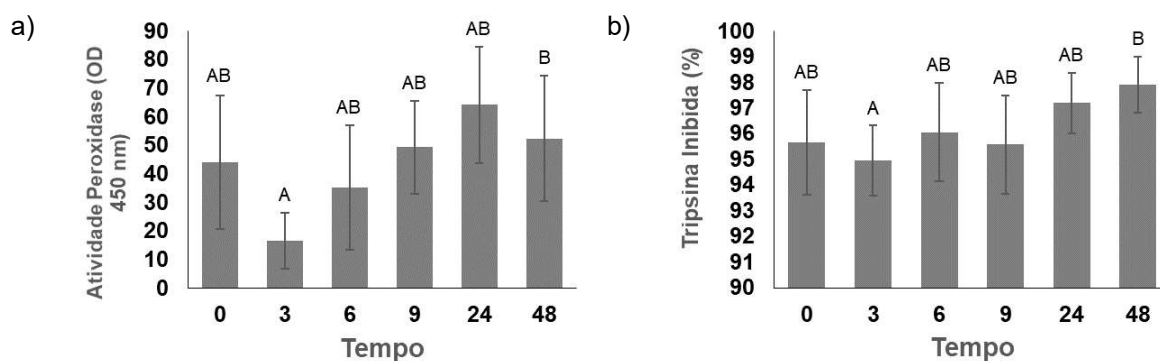 a)
Atividade Peroxidase (OD
450 nm)
90
80
70
60
50
40
30
20
10
0
AB
A
AB
AB
AB
B
0 3 6 9 24 48
Tempo
b)
Tripsina Inibida (%)
100
99
98
97
96
95
94
93
92
91
90
AB
A
AB
AB
AB
B
0 3 6 9 24 48
Tempo